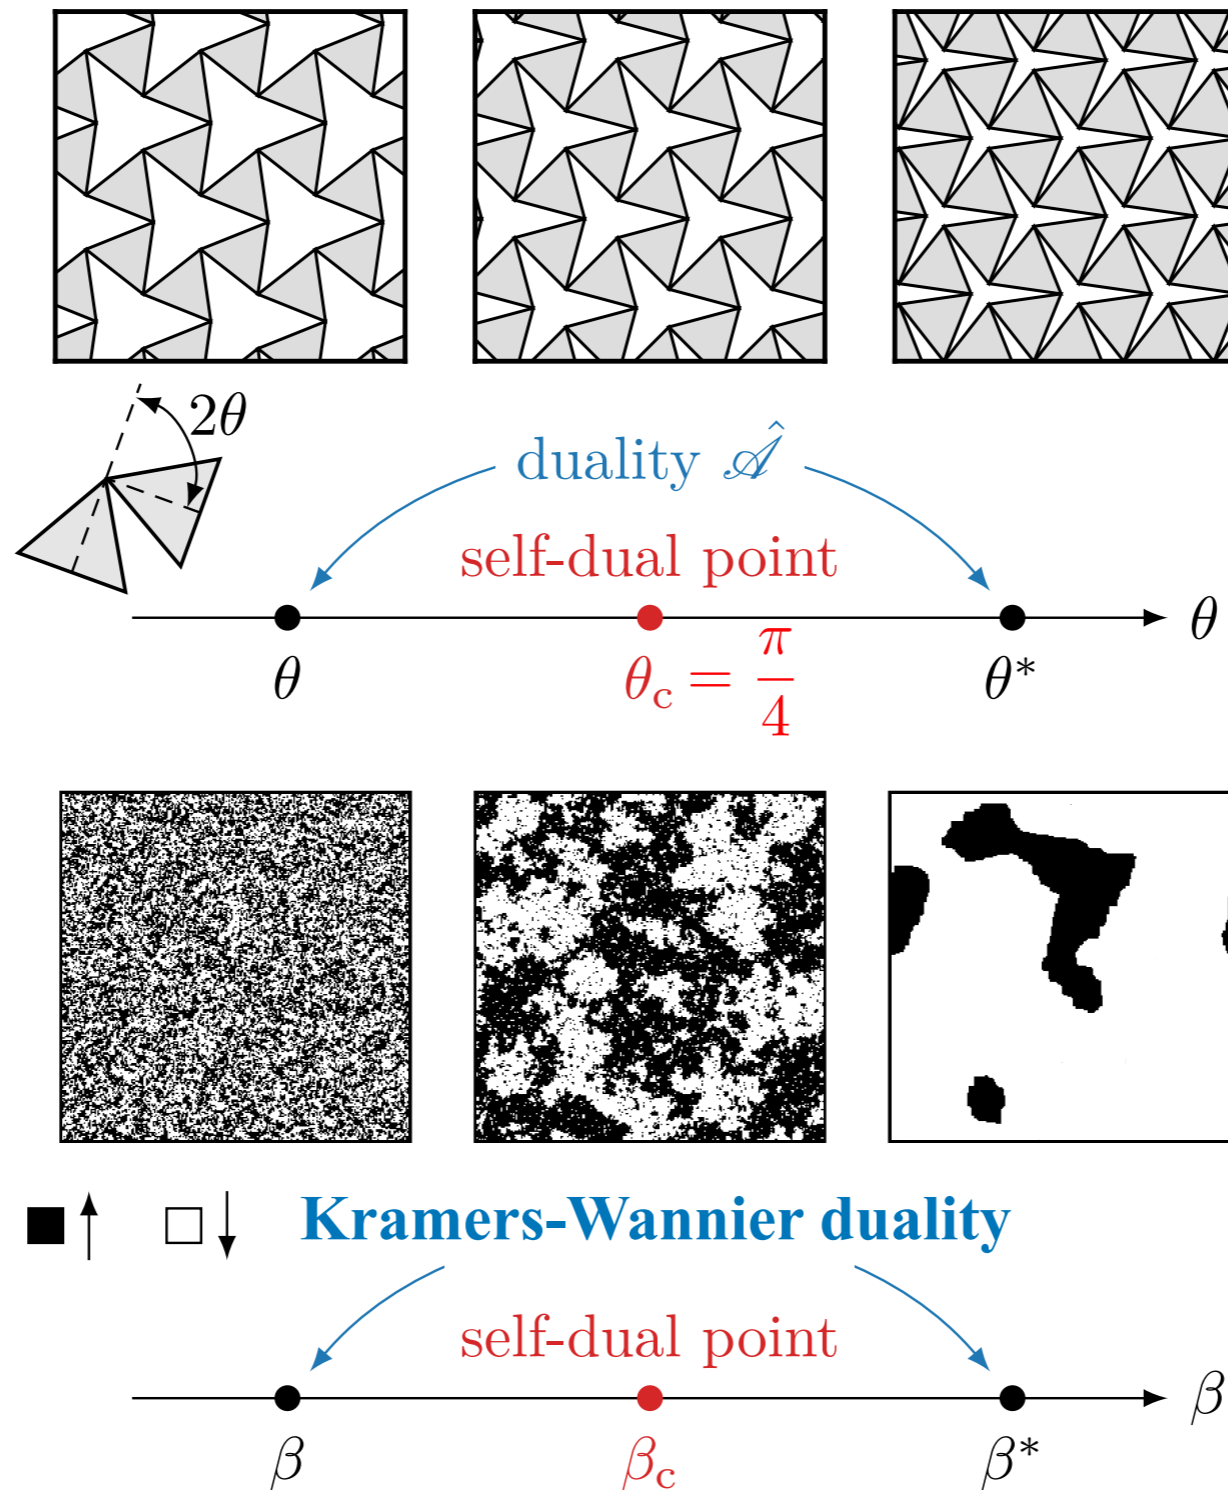 2θ
duality 𝒜̂
self-dual point
θ
θ θc = π/4 θ*
Kramers-Wannier duality
self-dual point
β
β βc β*